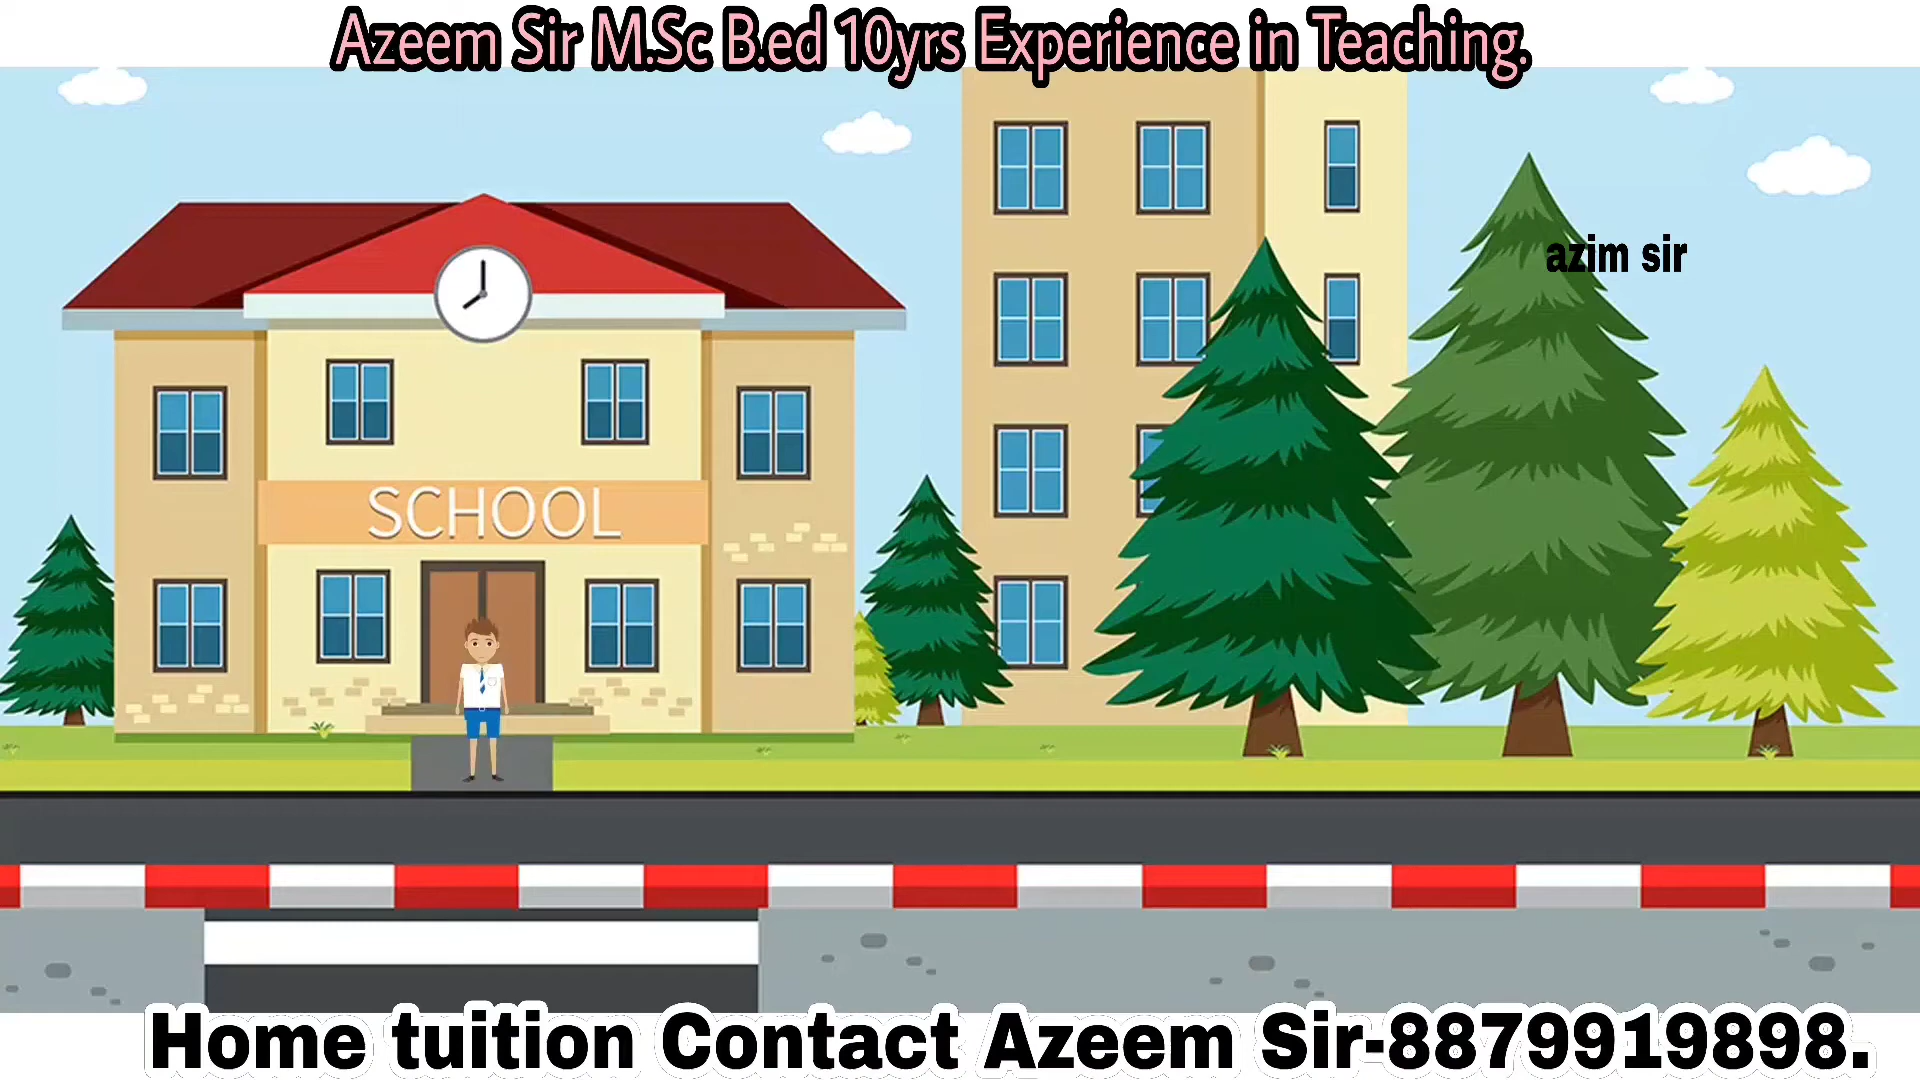 Azeem Sir M.Sc B.ed 10yrs Experience in Teaching.
azim sir
SCHOOL
Home tuition Contact Azeem Sir-8879919898.